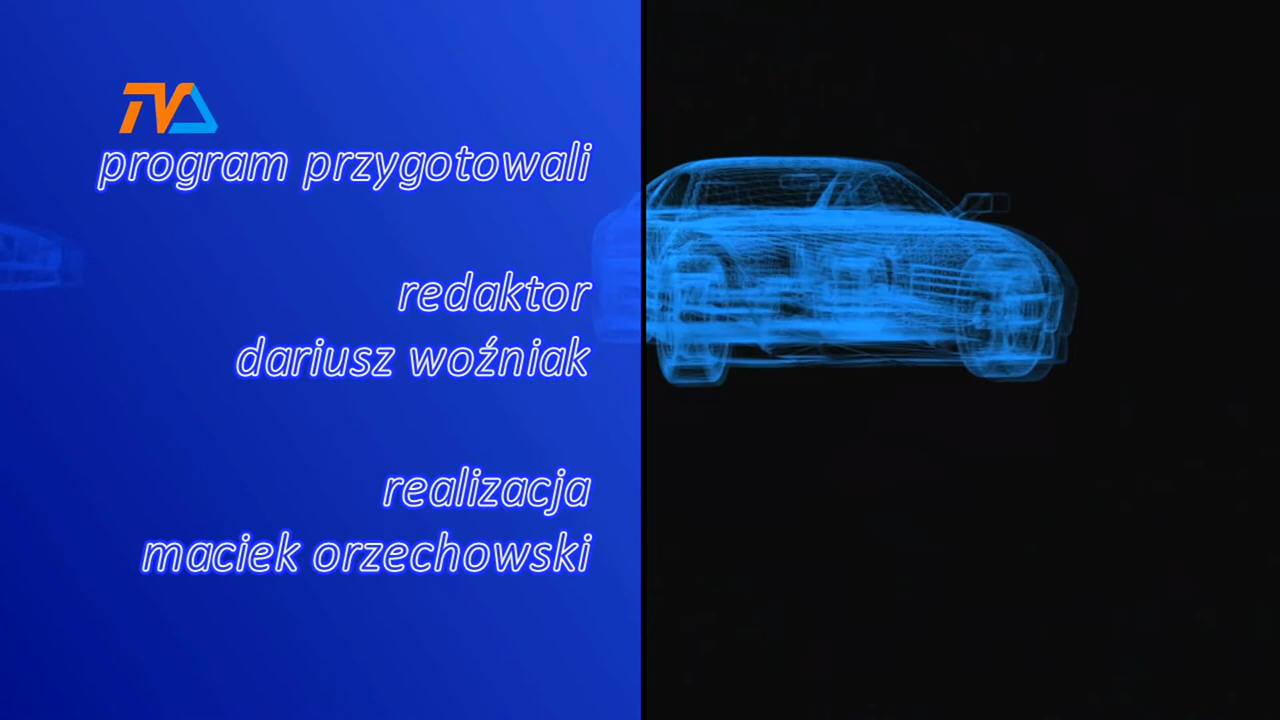 TVA
program przygotowali
redaktor
dariusz woźniak
realizacja
maciek orzechowski